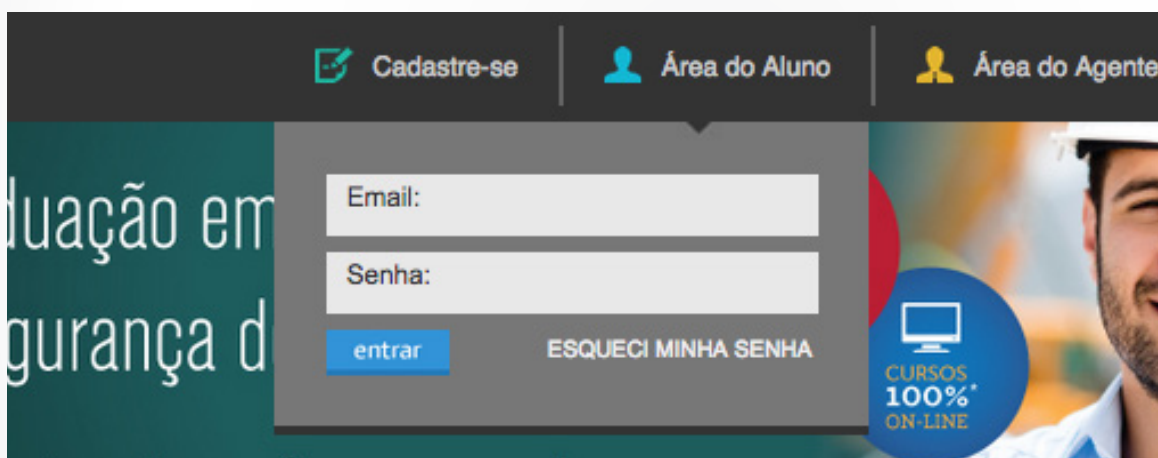 Cadastre-se
Área do Aluno
Área do Agente
duação em
gurança d
Email:
Senha:
entrar
ESQUECI MINHA SENHA
CURSOS
100%*
ON-LINE